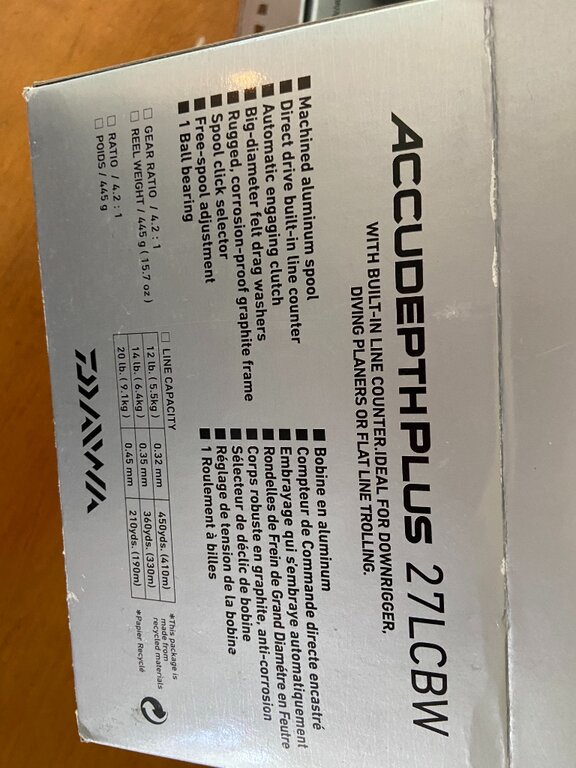 ACCUDEPTH PLUS 27LCBW
WITH BUILT-IN LINE COUNTER.IDEAL FOR DOWNRIGGER,
DIVING PLANERS OR FLAT LINE TROLLING.
■ Machined aluminum spool
■ Direct drive built-in line counter
■ Automatic engaging clutch
■ Big-diameter felt drag washers
■ Rugged, corrosion-proof graphite frame
■ Spool click selector
■ Free-spool adjustment
■ 1 Ball bearing
■ Bobine en aluminum
■ Compteur de Commande directe encastré
■ Embrayage qui s'embraye automatiquement
■ Rondelles de Frein de Grand Diamétre en Feutre
■ Corps robuste en graphite, anti-corrosion
■ Sélecteur de déclic de bobine
■ Réglage de tension de la bobina
■ 1 Roulement à billes
□ GEAR RATIO / 4.2 : 1
□ REEL WEIGHT / 445 g ( 15.7 oz )
□ RATIO / 4.2 : 1
□ POIDS / 445 g
□ LINE CAPACITY
12 lb. ( 5.5kg ) 0.32 mm 450yds. (410m)
14 lb. ( 6.4kg ) 0.35 mm 360yds. (330m)
20 lb. ( 9.1kg ) 0.45 mm 210yds. (190m)
*This package is
made from
recycled materials
*Papier Recyclé
DAIWA